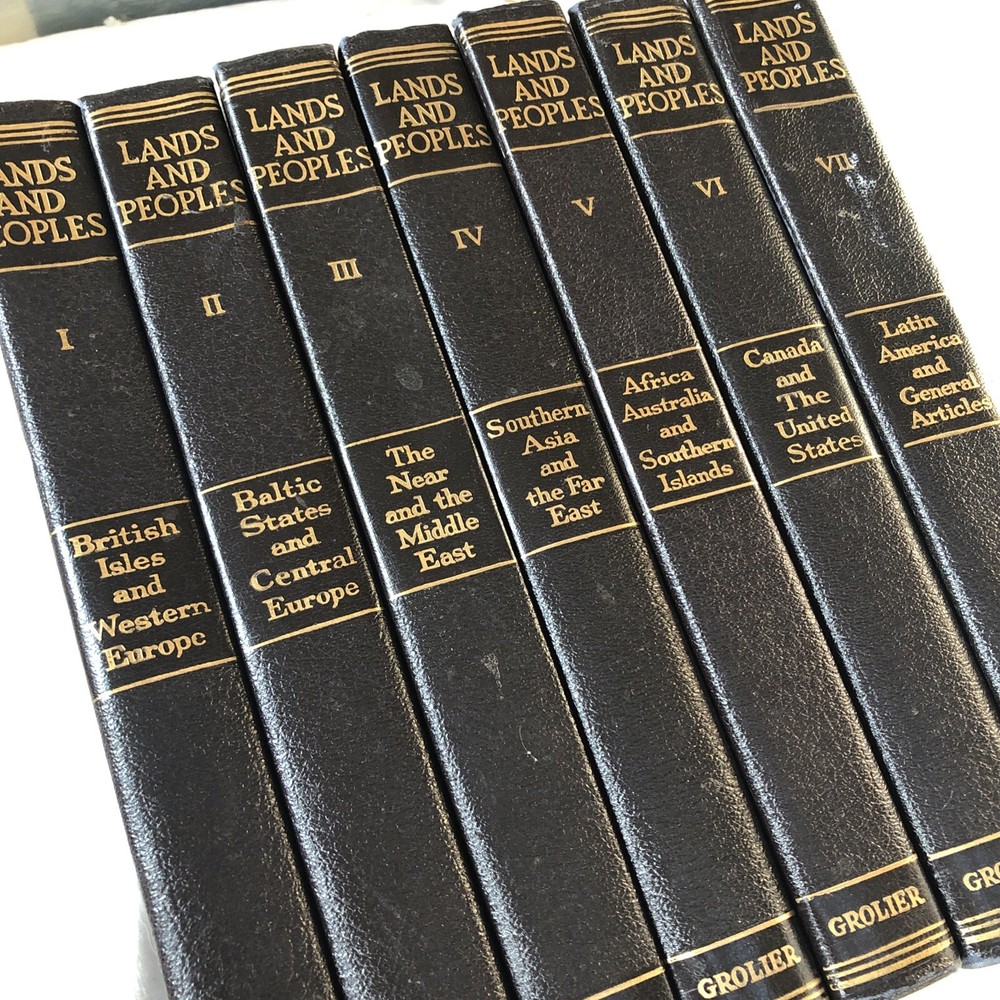 LANDS
AND
PEOPLES
I
British
Isles
and
Western
Europe
LANDS
AND
PEOPLES
II
Baltic
States
and
Central
Europe
LANDS
AND
PEOPLES
III
The
Near
and the
Middle
East
LANDS
AND
PEOPLES
IV
Southern
Asia
and
the Far
East
LANDS
AND
PEOPLES
V
Africa
Australia
and
Southern
Islands
GROLIER
LANDS
AND
PEOPLES
VI
Canada
and
The
United
States
GROLIER
LANDS
AND
PEOPLES
VII
Latin
America
and
General
Articles
GRO